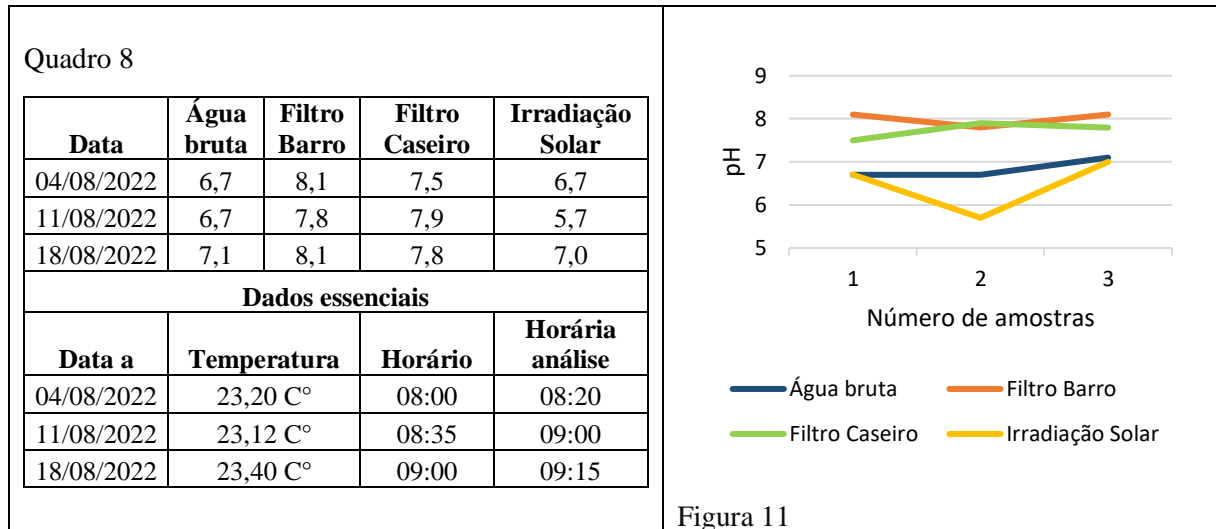 Quadro 8
Data Água bruta Filtro Barro Filtro Caseiro Irradiação Solar
04/08/2022 6,7 8,1 7,5 6,7
11/08/2022 6,7 7,8 7,9 5,7
18/08/2022 7,1 8,1 7,8 7,0
Dados essenciais
Data a Temperatura Horário Horária análise
04/08/2022 23,20 C° 08:00 08:20
11/08/2022 23,12 C° 08:35 09:00
18/08/2022 23,40 C° 09:00 09:15
9
8
7
6
5
pH
1 2 3
Número de amostras
Água bruta Filtro Barro
Filtro Caseiro Irradiação Solar
Figura 11